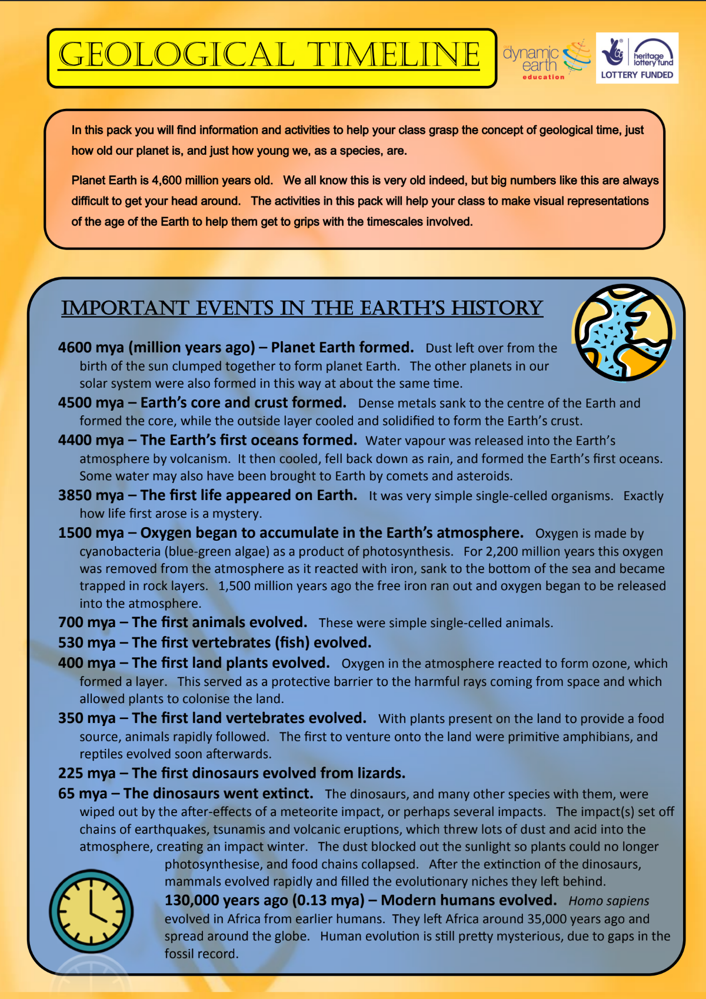 GEOLOGICAL TIMELINE
our
dynamic
earth
education
heritage
lottery fund
LOTTERY FUNDED
In this pack you will find information and activities to help your class grasp the concept of geological time, just
how old our planet is, and just how young we, as a species, are.
Planet Earth is 4,600 million years old. We all know this is very old indeed, but big numbers like this are always
difficult to get your head around. The activities in this pack will help your class to make visual representations
of the age of the Earth to help them get to grips with the timescales involved.
IMPORTANT EVENTS IN THE EARTH'S HISTORY
4600 mya (million years ago) – Planet Earth formed. Dust left over from the
birth of the sun clumped together to form planet Earth. The other planets in our
solar system were also formed in this way at about the same time.
4500 mya – Earth's core and crust formed. Dense metals sank to the centre of the Earth and
formed the core, while the outside layer cooled and solidified to form the Earth's crust.
4400 mya – The Earth's first oceans formed. Water vapour was released into the Earth's
atmosphere by volcanism. It then cooled, fell back down as rain, and formed the Earth's first oceans.
Some water may also have been brought to Earth by comets and asteroids.
3850 mya – The first life appeared on Earth. It was very simple single-celled organisms. Exactly
how life first arose is a mystery.
1500 mya – Oxygen began to accumulate in the Earth's atmosphere. Oxygen is made by
cyanobacteria (blue-green algae) as a product of photosynthesis. For 2,200 million years this oxygen
was removed from the atmosphere as it reacted with iron, sank to the bottom of the sea and became
trapped in rock layers. 1,500 million years ago the free iron ran out and oxygen began to be released
into the atmosphere.
700 mya – The first animals evolved. These were simple single-celled animals.
530 mya – The first vertebrates (fish) evolved.
400 mya – The first land plants evolved. Oxygen in the atmosphere reacted to form ozone, which
formed a layer. This served as a protective barrier to the harmful rays coming from space and which
allowed plants to colonise the land.
350 mya – The first land vertebrates evolved. With plants present on the land to provide a food
source, animals rapidly followed. The first to venture onto the land were primitive amphibians, and
reptiles evolved soon afterwards.
225 mya – The first dinosaurs evolved from lizards.
65 mya – The dinosaurs went extinct. The dinosaurs, and many other species with them, were
wiped out by the after-effects of a meteorite impact, or perhaps several impacts. The impact(s) set off
chains of earthquakes, tsunamis and volcanic eruptions, which threw lots of dust and acid into the
atmosphere, creating an impact winter. The dust blocked out the sunlight so plants could no longer
photosynthesise, and food chains collapsed. After the extinction of the dinosaurs,
mammals evolved rapidly and filled the evolutionary niches they left behind.
130,000 years ago (0.13 mya) – Modern humans evolved. Homo sapiens
evolved in Africa from earlier humans. They left Africa around 35,000 years ago and
spread around the globe. Human evolution is still pretty mysterious, due to gaps in the
fossil record.